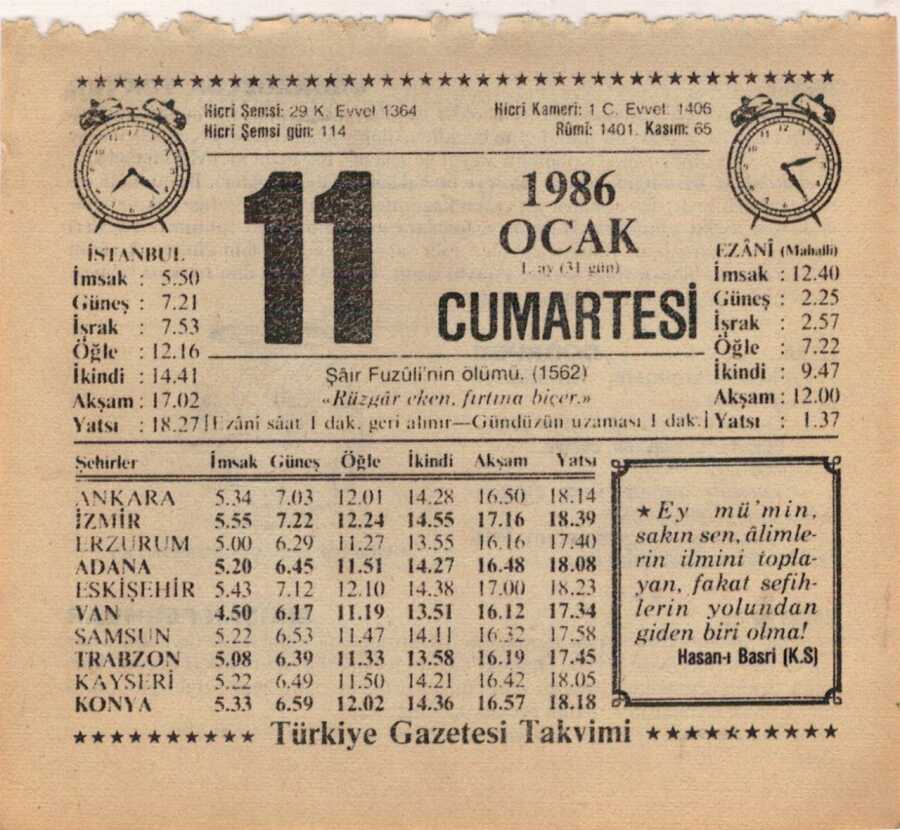 Hicri Şemsi: 29 K. Evvel 1364
Hicri Şemsi gün: 114
Hicri Kameri: 1 C. Evvel: 1406
Rûmi: 1401. Kasım: 65
11
1986
OCAK
1. ay (31 gün)
CUMARTESİ
İSTANBUL
İmsak : 5.50
Güneş : 7.21
İsrak : 7.53
Öğle : 12.16
İkindi : 14.41
Akşam : 17.02
Yatsı : 18.27
EZÂNÎ (Mahalli)
İmsak : 12.40
Güneş : 2.25
İsrak : 2.57
Öğle : 7.22
İkindi : 9.47
Akşam : 12.00
Yatsı : 1.37
Şâir Fuzûli'nin ölümü. (1562)
«Rüzgâr eken, fırtına biçer.»
[Ezâni sâat 1 dak. geri alınır—Gündüzün uzaması 1 dak.]
Şehirler İmsak Güneş Öğle İkindi Akşam Yatsı
ANKARA 5.34 7.03 12.01 14.28 16.50 18.14
İZMİR 5.55 7.22 12.24 14.55 17.16 18.39
ERZURUM 5.00 6.29 11.27 13.55 16.16 17.40
ADANA 5.20 6.45 11.51 14.27 16.48 18.08
ESKİŞEHİR 5.43 7.12 12.10 14.38 17.00 18.23
VAN 4.50 6.17 11.19 13.51 16.12 17.34
SAMSUN 5.22 6.53 11.47 14.11 16.32 17.58
TRABZON 5.08 6.39 11.33 13.58 16.19 17.45
KAYSERİ 5.22 6.49 11.50 14.21 16.42 18.05
KONYA 5.33 6.59 12.02 14.36 16.57 18.18
★ Ey mü'min,
sakın sen, âlimle-
rin ilmini topla-
yan, fakat sefih-
lerin yolundan
giden biri olma!
Hasan-ı Basri (K.S)
Türkiye Gazetesi Takvimi